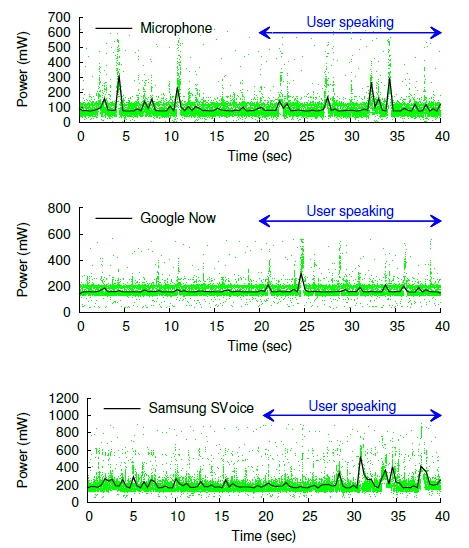 700
600
500
400
300
200
100
0
Power (mW)
Microphone
User speaking
0 5 10 15 20 25 30 35 40
Time (sec)
800
600
400
200
0
Power (mW)
Google Now
User speaking
0 5 10 15 20 25 30 35 40
Time (sec)
1200
1000
800
600
400
200
0
Power (mW)
Samsung SVoice
User speaking
0 5 10 15 20 25 30 35 40
Time (sec)